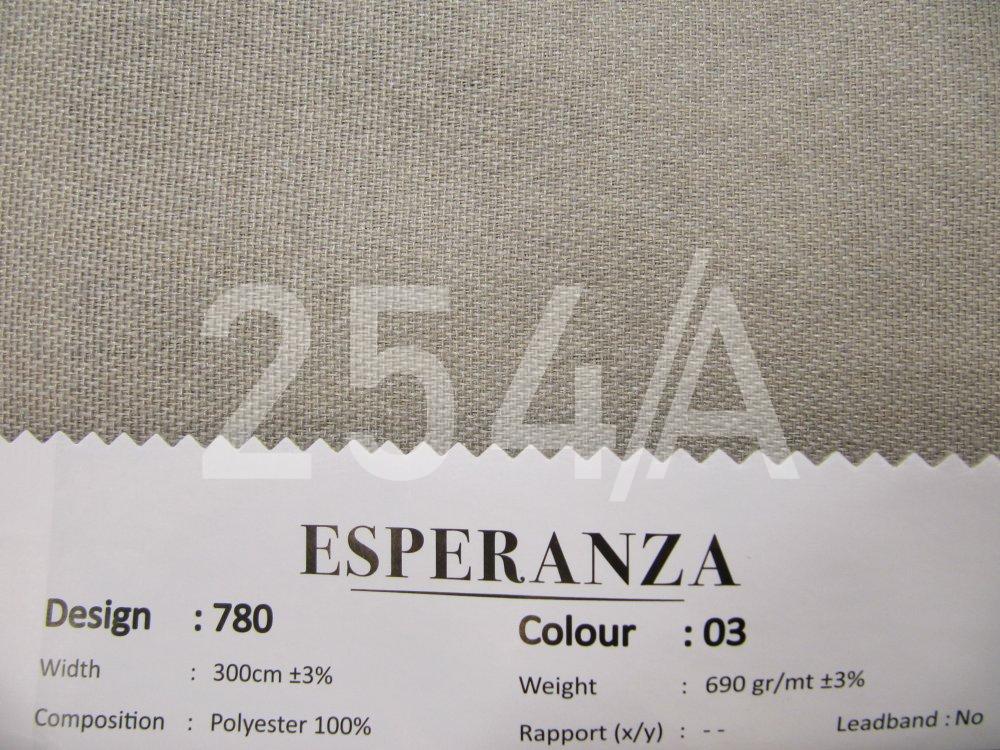 254/A
ESPERANZA
Design : 780
Colour : 03
Width : 300cm ±3%
Weight : 690 gr/mt ±3%
Composition : Polyester 100%
Rapport (x/y) : --
Leadband : No